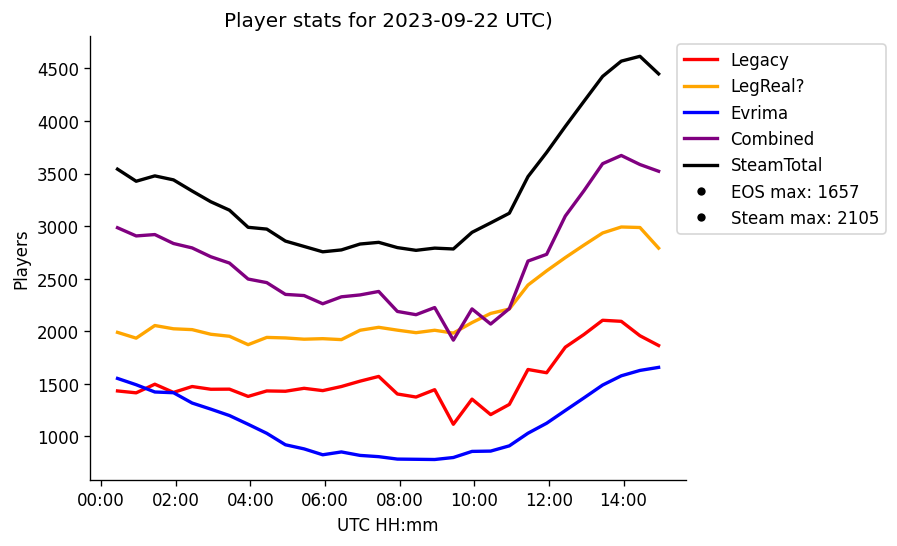 Player stats for 2023-09-22 UTC)
4500
4000
3500
3000
2500
2000
1500
1000
Players
00:00 02:00 04:00 06:00 08:00 10:00 12:00 14:00
UTC HH:mm
Legacy
LegReal?
Evrima
Combined
SteamTotal
EOS max: 1657
Steam max: 2105